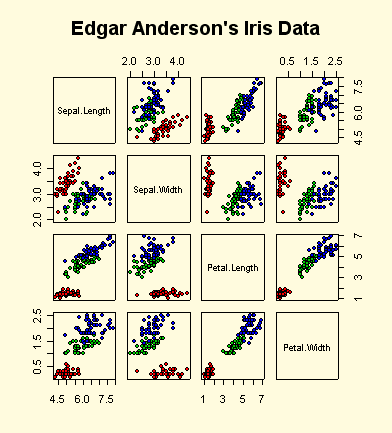 Edgar Anderson's Iris Data
2.0 3.0 4.0
0.5 1.5 2.5
Sepal.Length
4.5 6.0 7.5
2.0 3.0 4.0
Sepal.Width
Petal.Length
1 3 5 7
0.5 1.5 2.5
Petal.Width
4.5 6.0 7.5
1 3 5 7